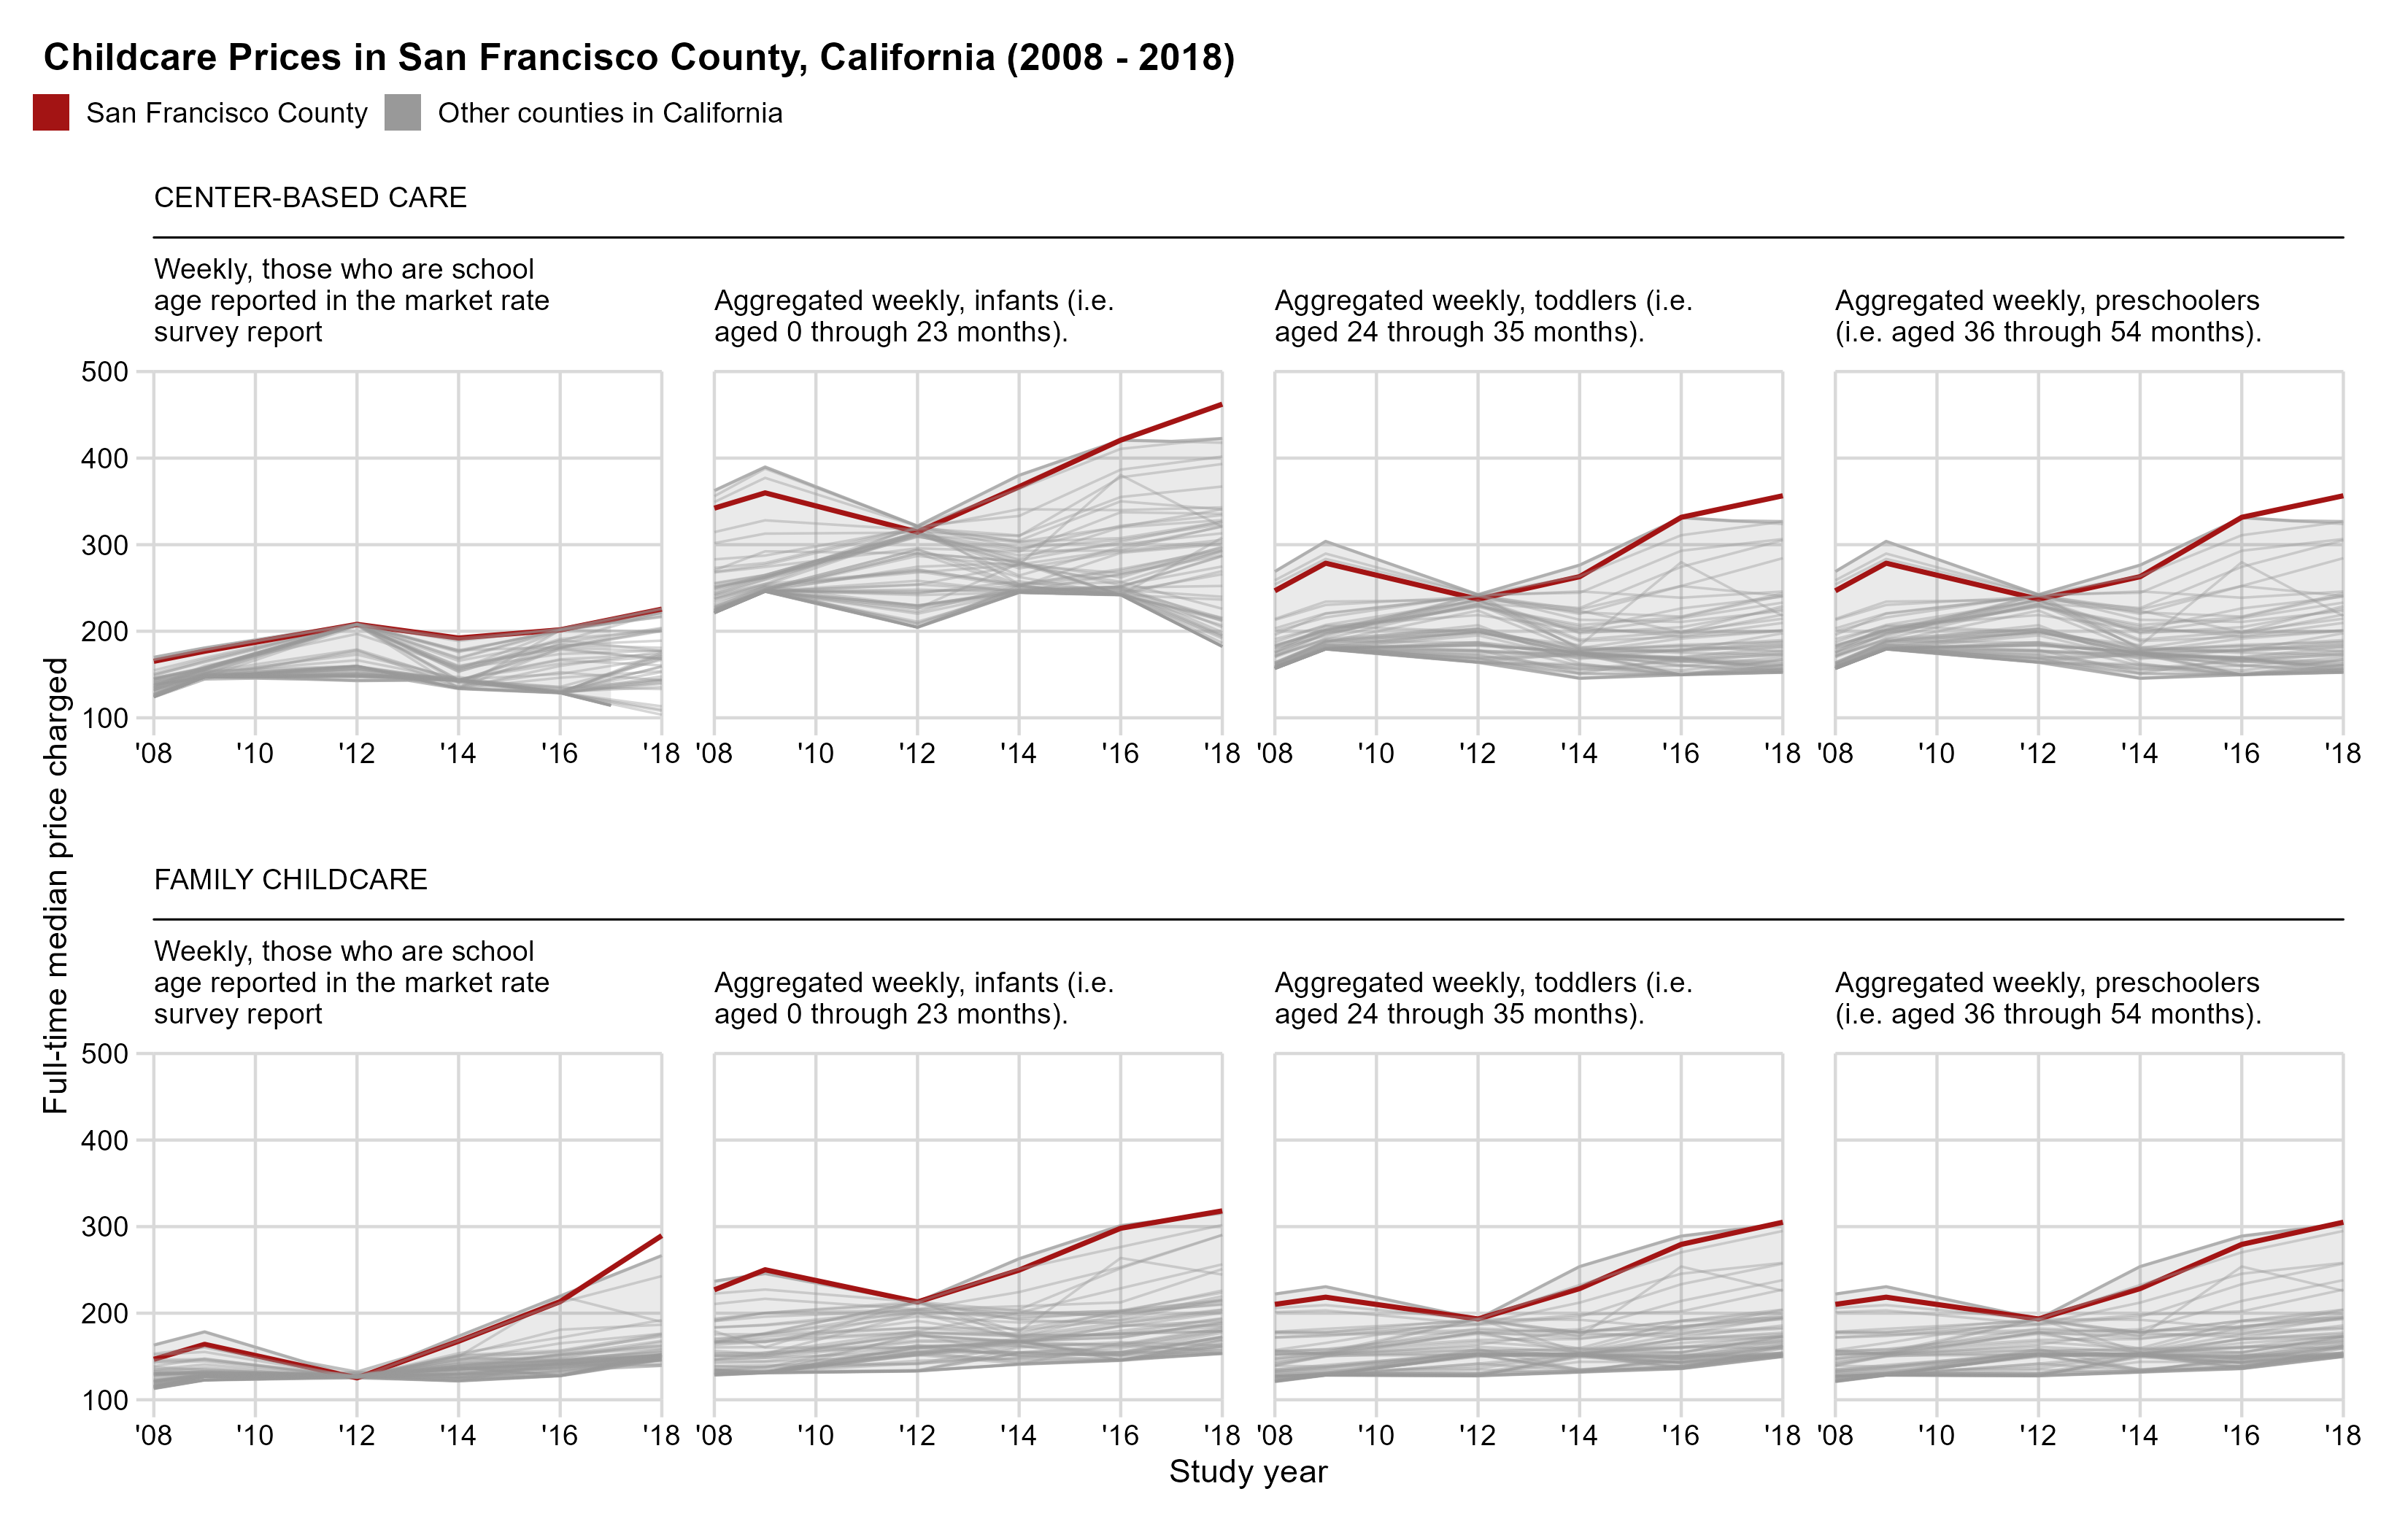 Childcare Prices in San Francisco County, California (2008 - 2018)
San Francisco County
Other counties in California
CENTER-BASED CARE
Weekly, those who are school
age reported in the market rate
survey report
Aggregated weekly, infants (i.e.
aged 0 through 23 months).
Aggregated weekly, toddlers (i.e.
aged 24 through 35 months).
Aggregated weekly, preschoolers
(i.e. aged 36 through 54 months).
500
400
300
200
100
'08 '10 '12 '14 '16 '18
'08 '10 '12 '14 '16 '18
'08 '10 '12 '14 '16 '18
'08 '10 '12 '14 '16 '18
Full-time median price charged
FAMILY CHILDCARE
Weekly, those who are school
age reported in the market rate
survey report
Aggregated weekly, infants (i.e.
aged 0 through 23 months).
Aggregated weekly, toddlers (i.e.
aged 24 through 35 months).
Aggregated weekly, preschoolers
(i.e. aged 36 through 54 months).
500
400
300
200
100
'08 '10 '12 '14 '16 '18
'08 '10 '12 '14 '16 '18
'08 '10 '12 '14 '16 '18
'08 '10 '12 '14 '16 '18
Study year